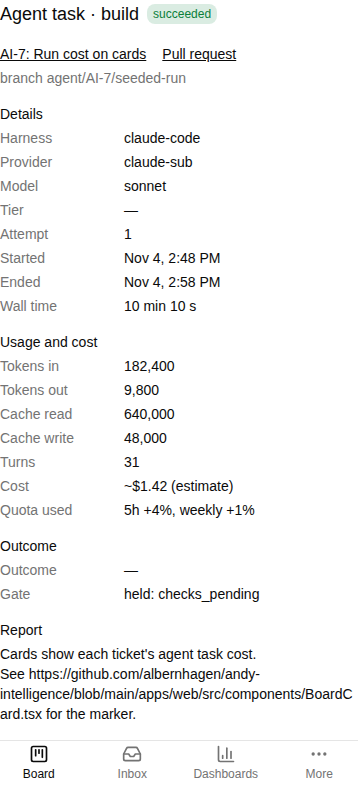 Agent task · build succeeded
AI-7: Run cost on cards Pull request
branch agent/AI-7/seeded-run
Details
Harness claude-code
Provider claude-sub
Model sonnet
Tier —
Attempt 1
Started Nov 4, 2:48 PM
Ended Nov 4, 2:58 PM
Wall time 10 min 10 s
Usage and cost
Tokens in 182,400
Tokens out 9,800
Cache read 640,000
Cache write 48,000
Turns 31
Cost ~$1.42 (estimate)
Quota used 5h +4%, weekly +1%
Outcome
Outcome —
Gate held: checks_pending
Report
Cards show each ticket's agent task cost.
See https://github.com/albernhagen/andy-
intelligence/blob/main/apps/web/src/components/BoardC
ard.tsx for the marker.
Board Inbox Dashboards More